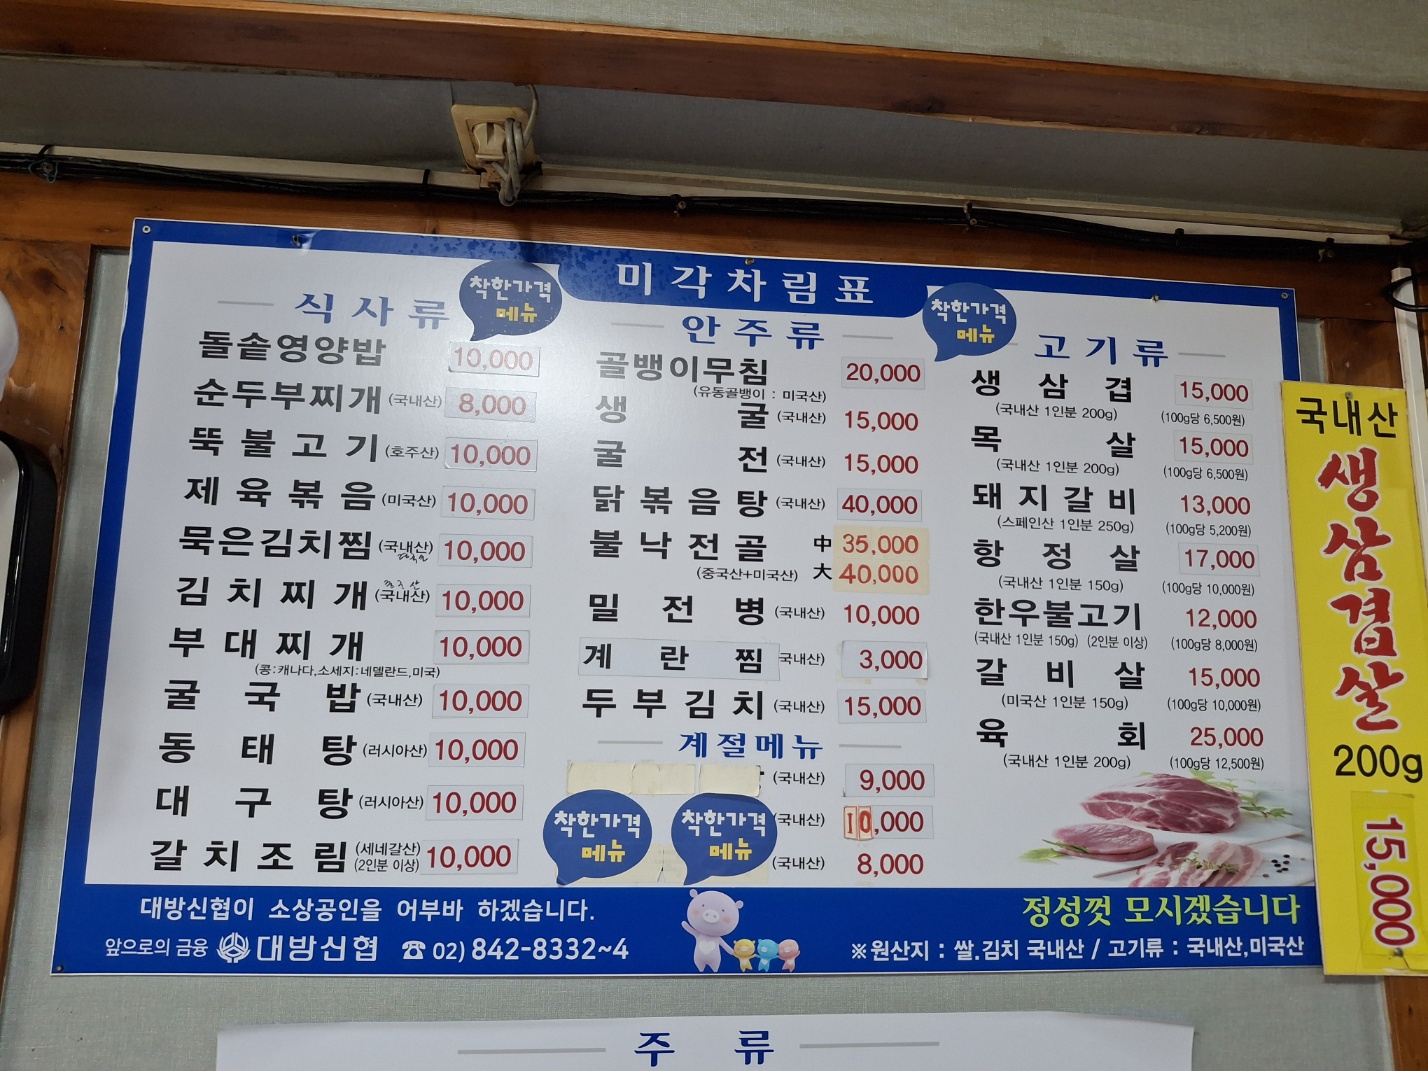 미각차림표
착한가격
메뉴
식사류
돌솥영양밥 10,000
순두부찌개 (국내산) 8,000
뚝불고기 (호주산) 10,000
제육볶음 (미국산) 10,000
묵은김치찜 (국내산) 10,000
김치찌개 (국내산) 10,000
부대찌개 10,000
(콩:캐나다,소세지:네델란드,미국)
굴국밥 (국내산) 10,000
동태탕 (러시아산) 10,000
대구탕 (러시아산) 10,000
갈치조림 (세네갈산) (2인분 이상) 10,000
안주류
골뱅이무침 20,000
(유동골뱅이 : 미국산)
생굴 (국내산) 15,000
굴전 (국내산) 15,000
닭볶음탕 (국내산) 40,000
불낙전골 中 35,000
(중국산+미국산) 大 40,000
밀전병 (국내산) 10,000
계란찜 국내산) 3,000
두부김치 (국내산) 15,000
계절메뉴
(국내산) 9,000
(국내산) 10,000
(국내산) 8,000
착한가격
메뉴
착한가격
메뉴
착한가격
메뉴
고기류
생삼겹 15,000
(국내산 1인분 200g) (100g당 6,500원)
목살 15,000
(국내산 1인분 200g) (100g당 6,500원)
돼지갈비 13,000
(스페인산 1인분 250g) (100g당 5,200원)
항정살 17,000
(국내산 1인분 150g) (100g당 10,000원)
한우불고기 12,000
(국내산 1인분 150g) (2인분 이상) (100g당 8,000원)
갈비살 15,000
(미국산 1인분 150g) (100g당 10,000원)
육회 25,000
(국내산 1인분 200g) (100g당 12,500원)
대방신협이 소상공인을 어부바 하겠습니다.
앞으로의 금융 대방신협 ☎ 02) 842-8332~4
정성껏 모시겠습니다
※원산지 : 쌀.김치 국내산 / 고기류 : 국내산,미국산
국내산
생삼겹살
200g
15,000
주류